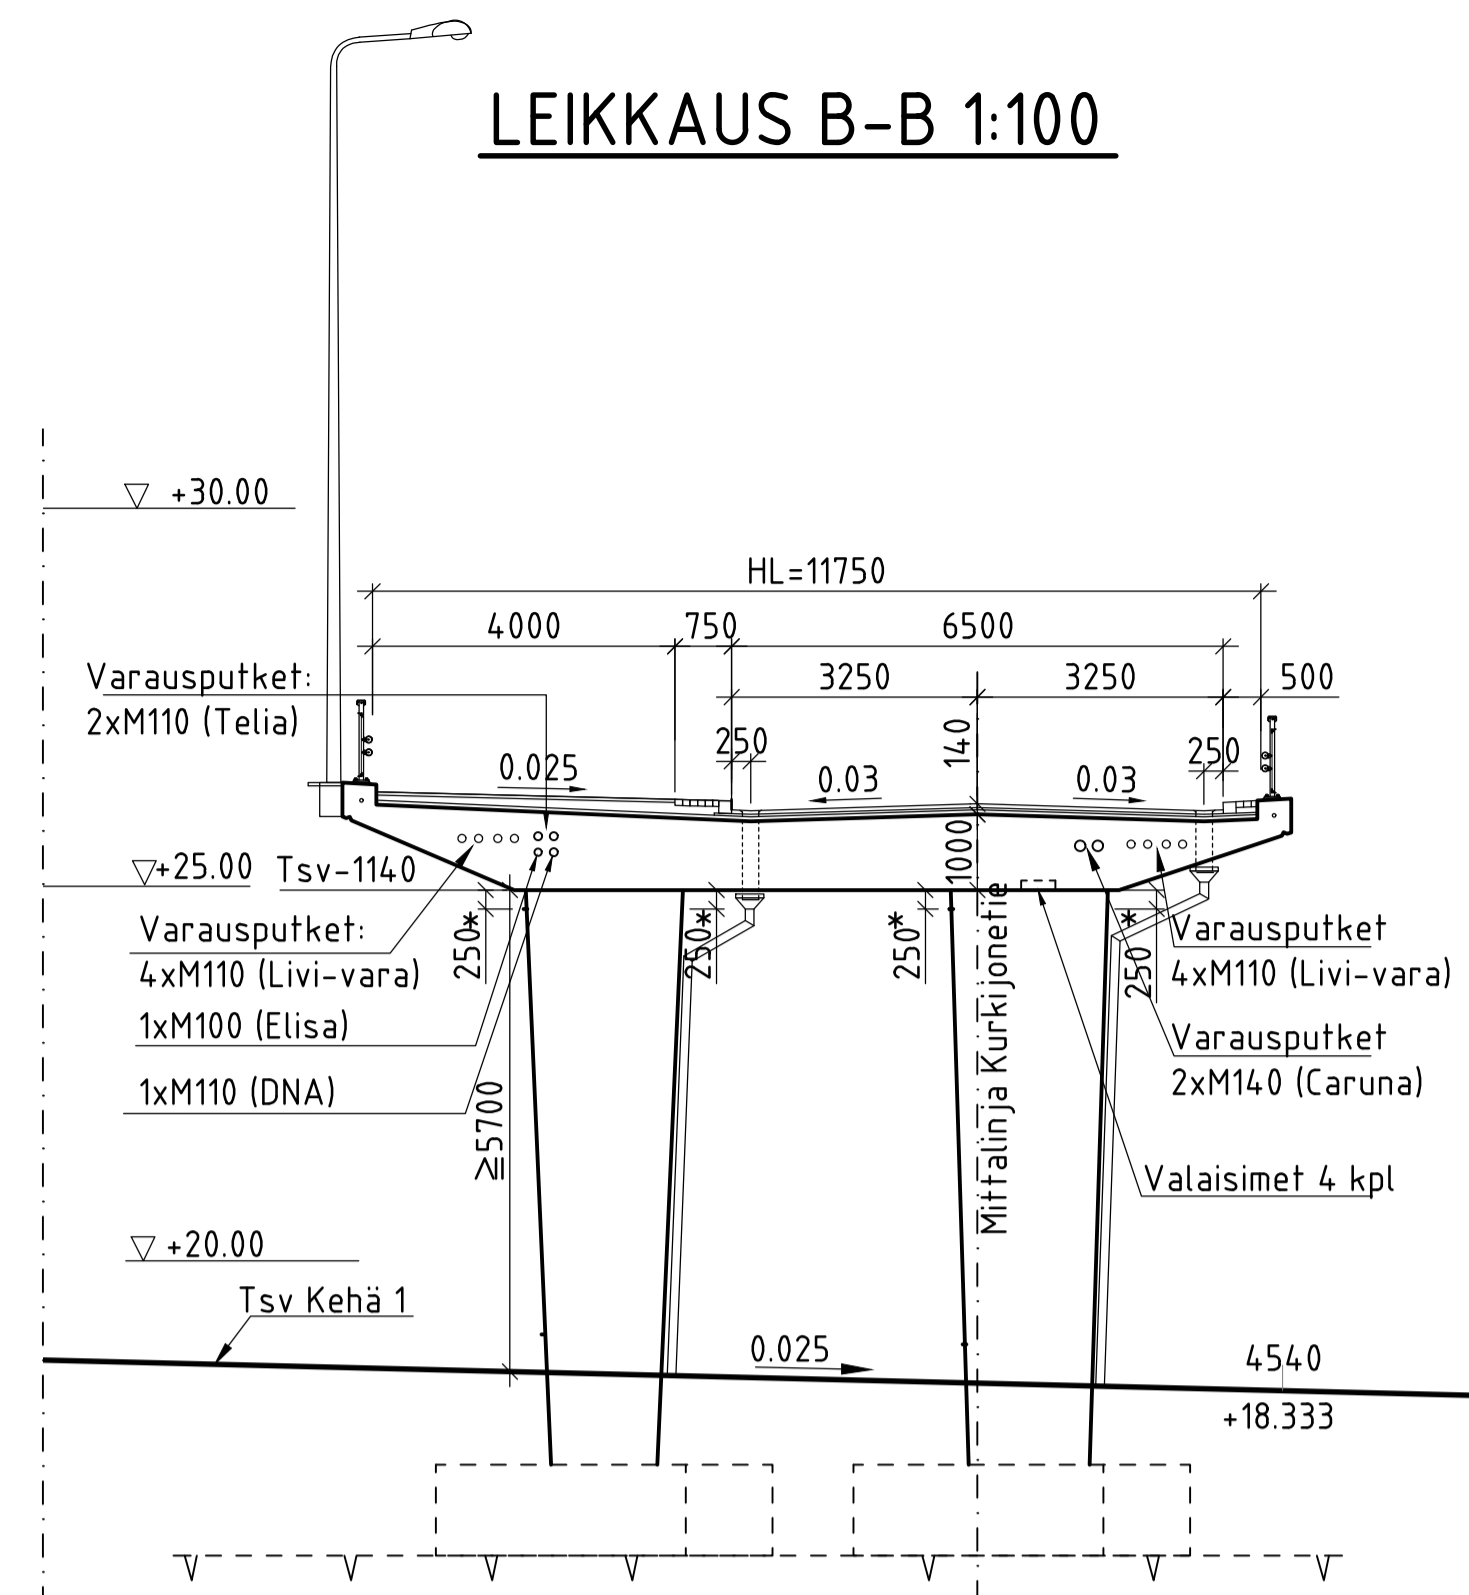 LEIKKAUS B-B 1:100
+30.00
HL=11750
4000
750
6500
3250
3250
500
Varausputket:
2xM110 (Telia)
250
140
250
0.025
0.03
0.03
+25.00
Tsv-1140
1000
Varausputket:
4xM110 (Livi-vara)
1xM100 (Elisa)
1xM110 (DNA)
250*
250*
250*
250*
Mittalinja Kurkijonetie
Varausputket
4xM110 (Livi-vara)
Varausputket
2xM140 (Caruna)
≥5700
Valaisimet 4 kpl
+20.00
Tsv Kehä 1
0.025
4540
+18.333